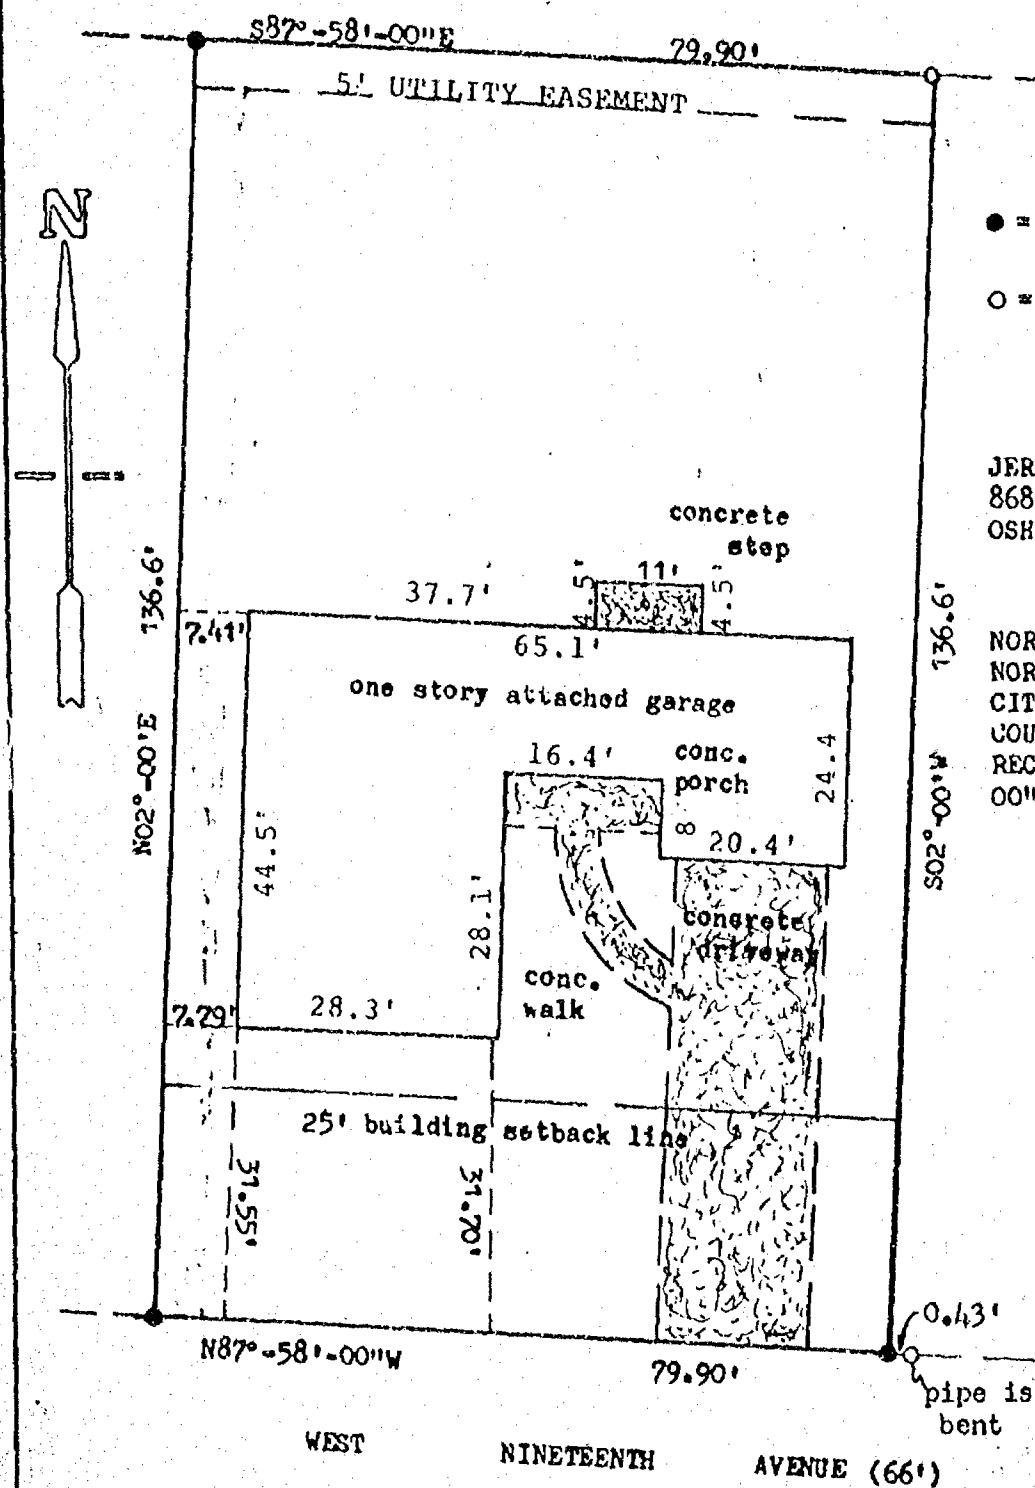 S87°-58'-00"E 79.90'
5' UTILITY EASEMENT
N
● =
○ =
JER
868
OSH
concrete
step
11'
4.5'
4.5'
37.7'
136.6'
136.6'
7.41'
65.1'
one story attached garage
NOR
NOR
CIT
COU
REC
00"
N02°-00'E
S02°-00'W
16.4'
conc.
porch
24.4
8
20.4'
44.5'
28.1'
concrete
driveway
conc.
walk
7.29'
28.3'
25' building setback line
31.55'
31.70'
0.43'
N87°-58'-00"W
79.90'
pipe is
bent
WEST NINETEENTH AVENUE (66')